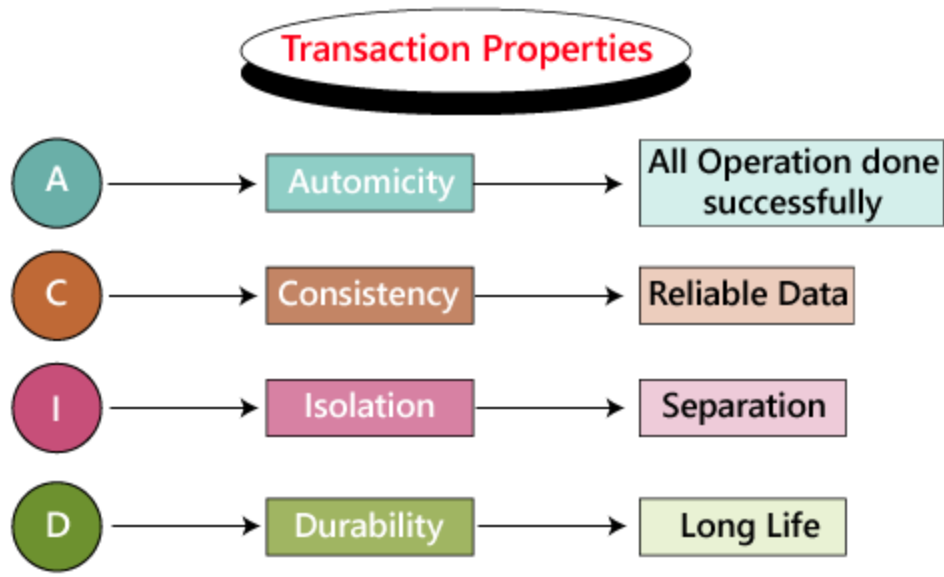 Transaction Properties
A
Automicity
All Operation done
successfully
C
Consistency
Reliable Data
I
Isolation
Separation
D
Durability
Long Life